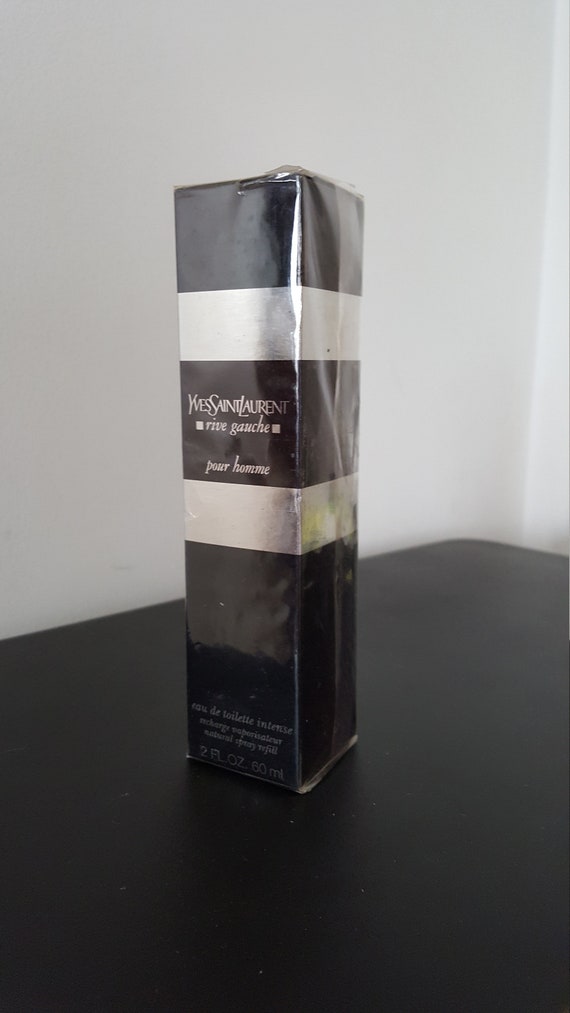 YVESSAINTLAURENT
rive gauche
pour homme
eau de toilette intense
recharge vaporisateur
natural spray refill
2 FL.OZ. 60 ml